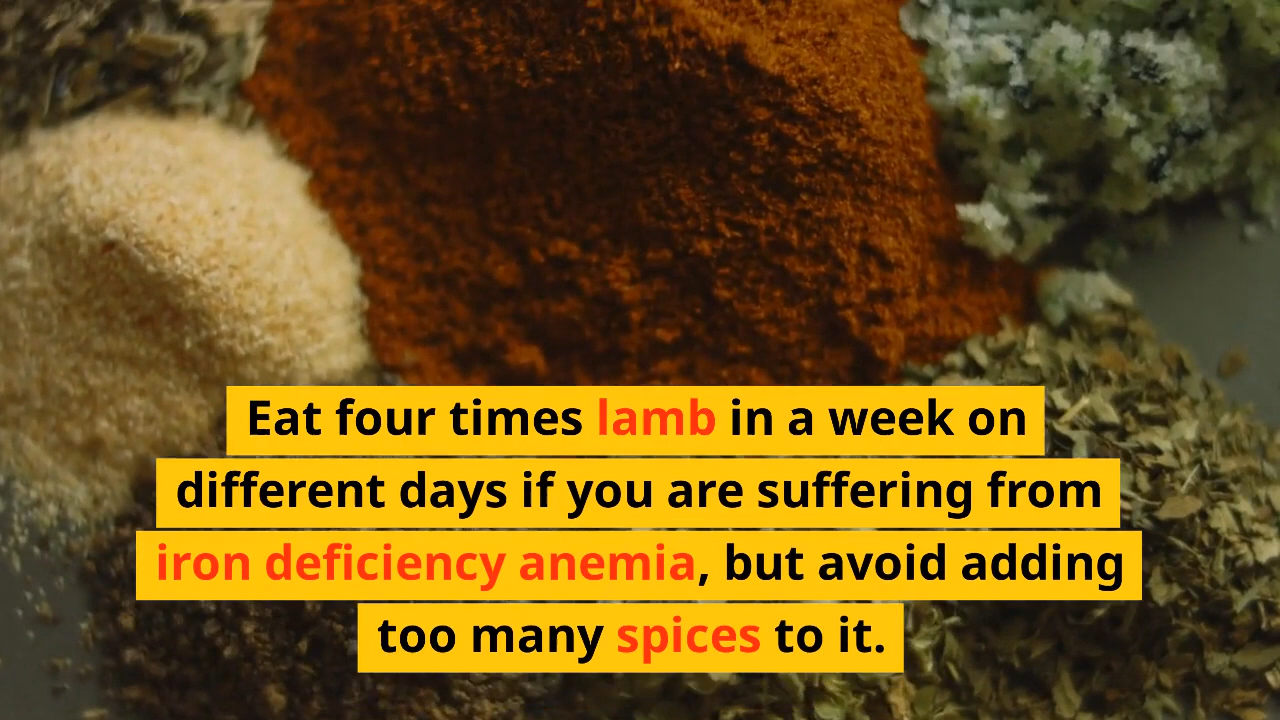 Eat four times lamb in a week on
different days if you are suffering from
iron deficiency anemia, but avoid adding
too many spices to it.